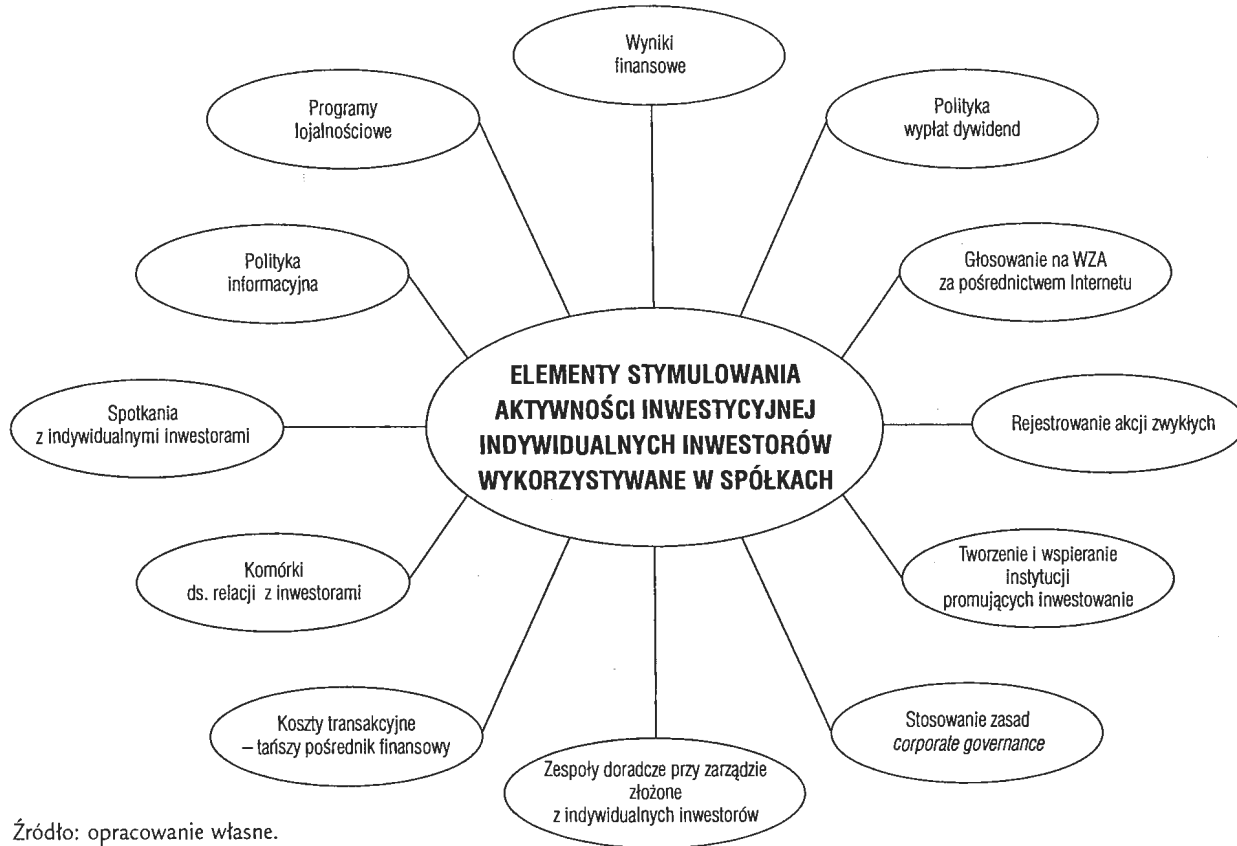 Wyniki
finansowe
Programy
lojalnościowe
Polityka
wypłat dywidend
Polityka
informacyjna
Głosowanie na WZA
za pośrednictwem Internetu
ELEMENTY STYMULOWANIA
AKTYWNOŚCI INWESTYCYJNEJ
INDYWIDUALNYCH INWESTORÓW
WYKORZYSTYWANE W SPÓŁKACH
Spotkania
z indywidualnymi inwestorami
Rejestrowanie akcji zwykłych
Komórki
ds. relacji z inwestorami
Tworzenie i wspieranie
instytucji
promujących inwestowanie
Koszty transakcyjne
– tańszy pośrednik finansowy
Stosowanie zasad
corporate governance
Zespoły doradcze przy zarządzie
złożone
z indywidualnych inwestorów
Źródło: opracowanie własne.